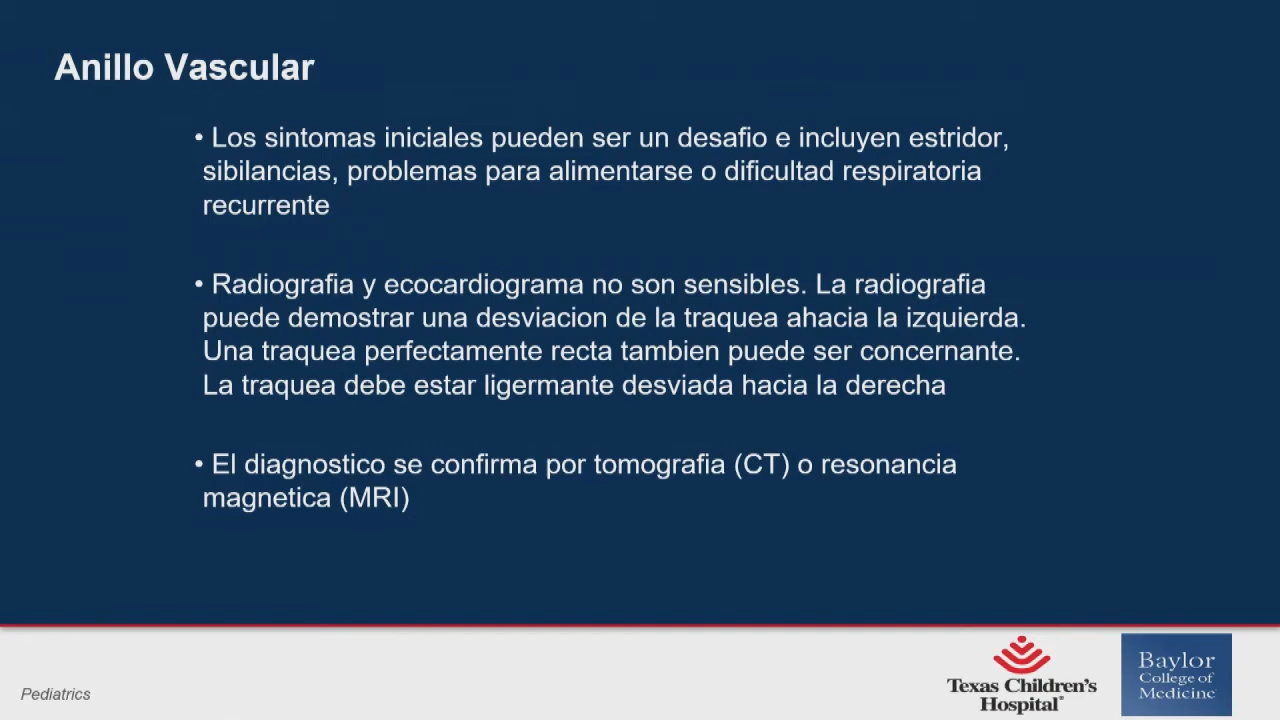 Anillo Vascular
• Los sintomas iniciales pueden ser un desafio e incluyen estridor,
sibilancias, problemas para alimentarse o dificultad respiratoria
recurrente
• Radiografia y ecocardiograma no son sensibles. La radiografia
puede demostrar una desviacion de la traquea ahacia la izquierda.
Una traquea perfectamente recta tambien puede ser concernante.
La traquea debe estar ligermante desviada hacia la derecha
• El diagnostico se confirma por tomografia (CT) o resonancia
magnetica (MRI)
Pediatrics
Texas Children's
Hospital®
Baylor
College of
Medicine